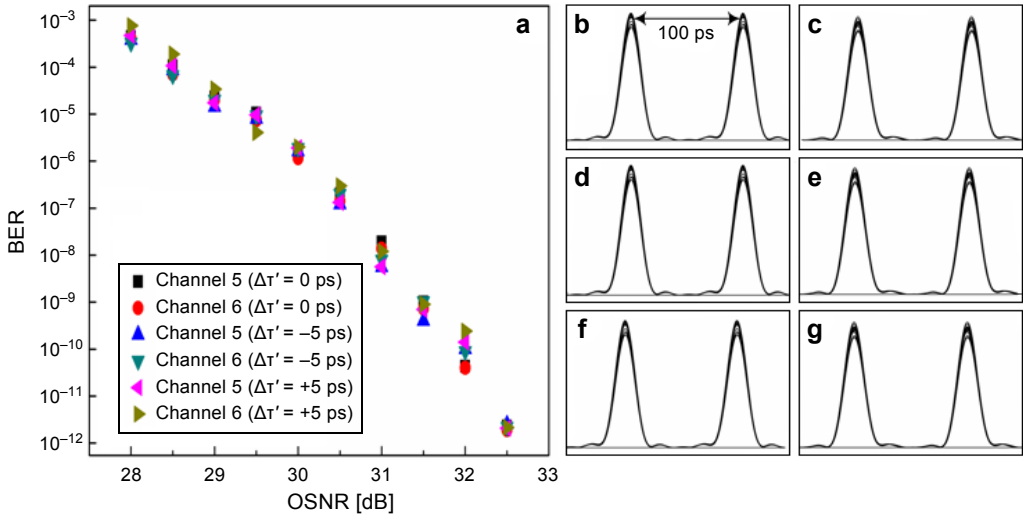 a
10⁻³
10⁻⁴
10⁻⁵
10⁻⁶
10⁻⁷
10⁻⁸
10⁻⁹
10⁻¹⁰
10⁻¹¹
10⁻¹²
BER
Channel 5 (Δτ′ = 0 ps)
Channel 6 (Δτ′ = 0 ps)
Channel 5 (Δτ′ = –5 ps)
Channel 6 (Δτ′ = –5 ps)
Channel 5 (Δτ′ = +5 ps)
Channel 6 (Δτ′ = +5 ps)
28 29 30 31 32 33
OSNR [dB]
b
100 ps
c
d
e
f
g